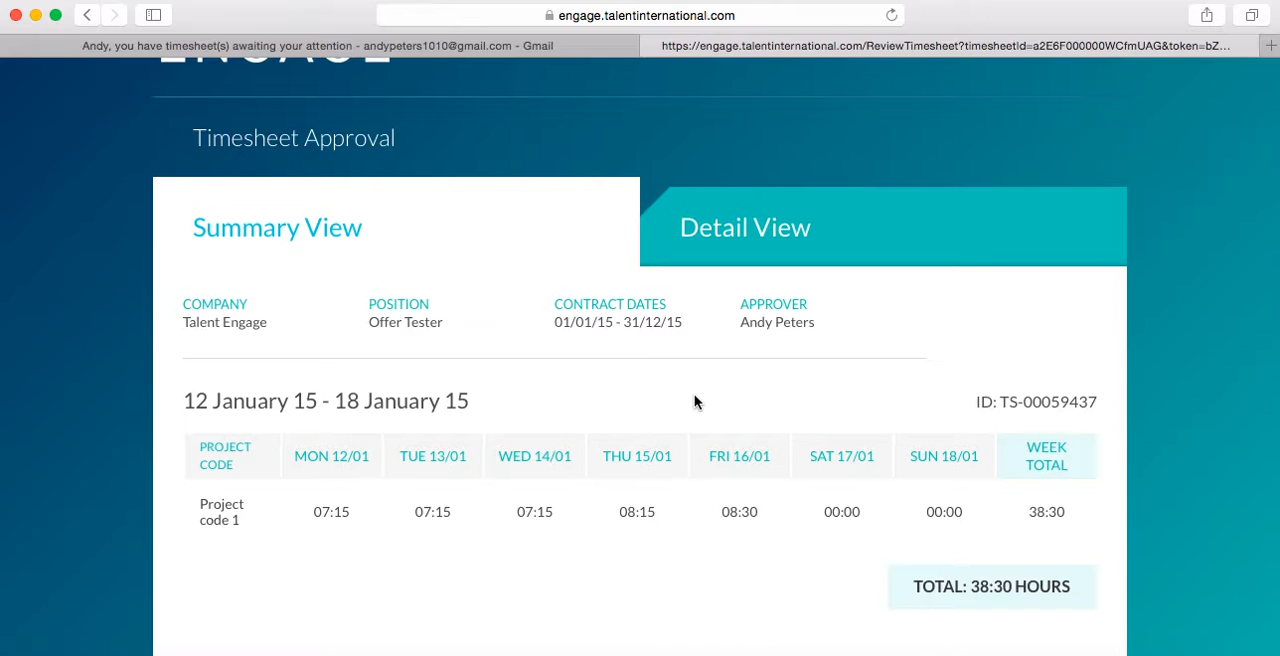 engage.talentinternational.com
Andy, you have timesheet(s) awaiting your attention - andypeters1010@gmail.com - Gmail
https://engage.talentinternational.com/ReviewTimesheet?timesheetId=a2E6F000000WCfmUAG&token=bZ...
ENGAGE
Timesheet Approval
Summary View
Detail View
COMPANY POSITION CONTRACT DATES APPROVER
Talent Engage Offer Tester 01/01/15 - 31/12/15 Andy Peters
12 January 15 - 18 January 15
ID: TS-00059437
PROJECT CODE MON 12/01 TUE 13/01 WED 14/01 THU 15/01 FRI 16/01 SAT 17/01 SUN 18/01 WEEK TOTAL
Project code 1 07:15 07:15 07:15 08:15 08:30 00:00 00:00 38:30
TOTAL: 38:30 HOURS